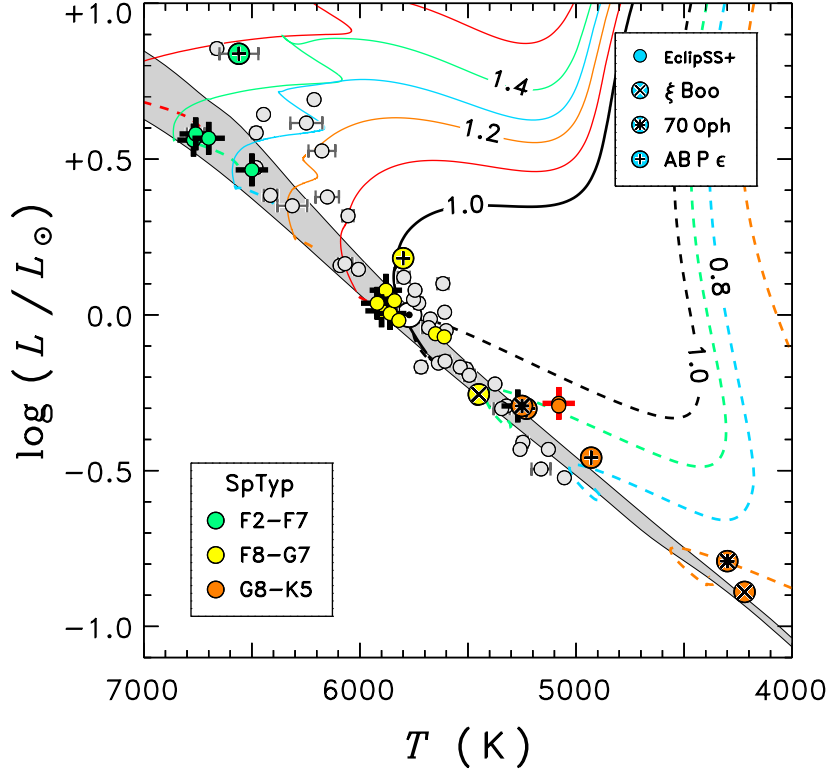 +1.0
+0.5
0.0
−0.5
−1.0
log ( L / L☉ )
7000 6000 5000 4000
T ( K )
1.4
1.2
1.0
0.8
1.0
EclipSS+
ξ Boo
70 Oph
AB P ϵ
SpTyp
F2−F7
F8−G7
G8−K5